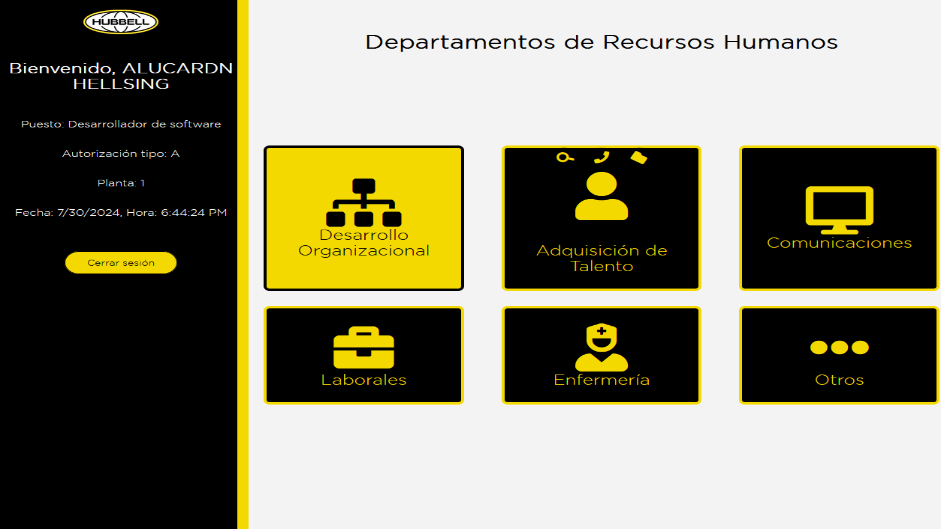 HUBBELL
Bienvenido, ALUCARDN
HELLSING
Puesto: Desarrollador de software
Autorización tipo: A
Planta: 1
Fecha: 7/30/2024, Hora: 6:44:24 PM
Cerrar sesión
Departamentos de Recursos Humanos
Desarrollo
Organizacional
Adquisición de
Talento
Comunicaciones
Laborales
Enfermería
Otros